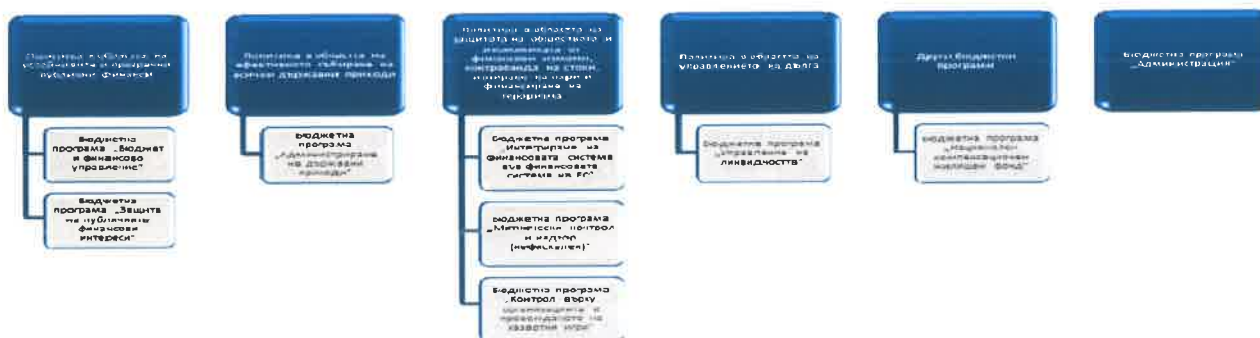 Политика в областта на
устойчивите и прозрачни
публични финанси
Бюджетна
програма „Бюджет
и финансово
управление"
Бюджетна
програма „Защита
на публичните
финансови
интереси"
Политика в областта на
ефективното събиране на
всички държавни приходи
Бюджетна
програма
„Администриране
на държавни
приходи"
Политика в областта на
защитата на обществото и
икономиката от
финансови измами,
контрабанда на стоки,
изпиране на пари и
финансиране на
тероризма
Бюджетна програма
„Интегриране на
финансовата система
във финансовата
система на ЕС"
Бюджетна програма
„Митнически контрол
и надзор
(нефискален)"
Бюджетна програма
„Контрол върху
организацията и
провеждането на
хазартни игри"
Политика в областта на
управлението на дълга
Бюджетна програма
„Управление на
ликвидността"
Други бюджетни
програми
Бюджетна програма
„Национален
компенсационен
жилищен фонд"
Бюджетна програма
„Администрация"